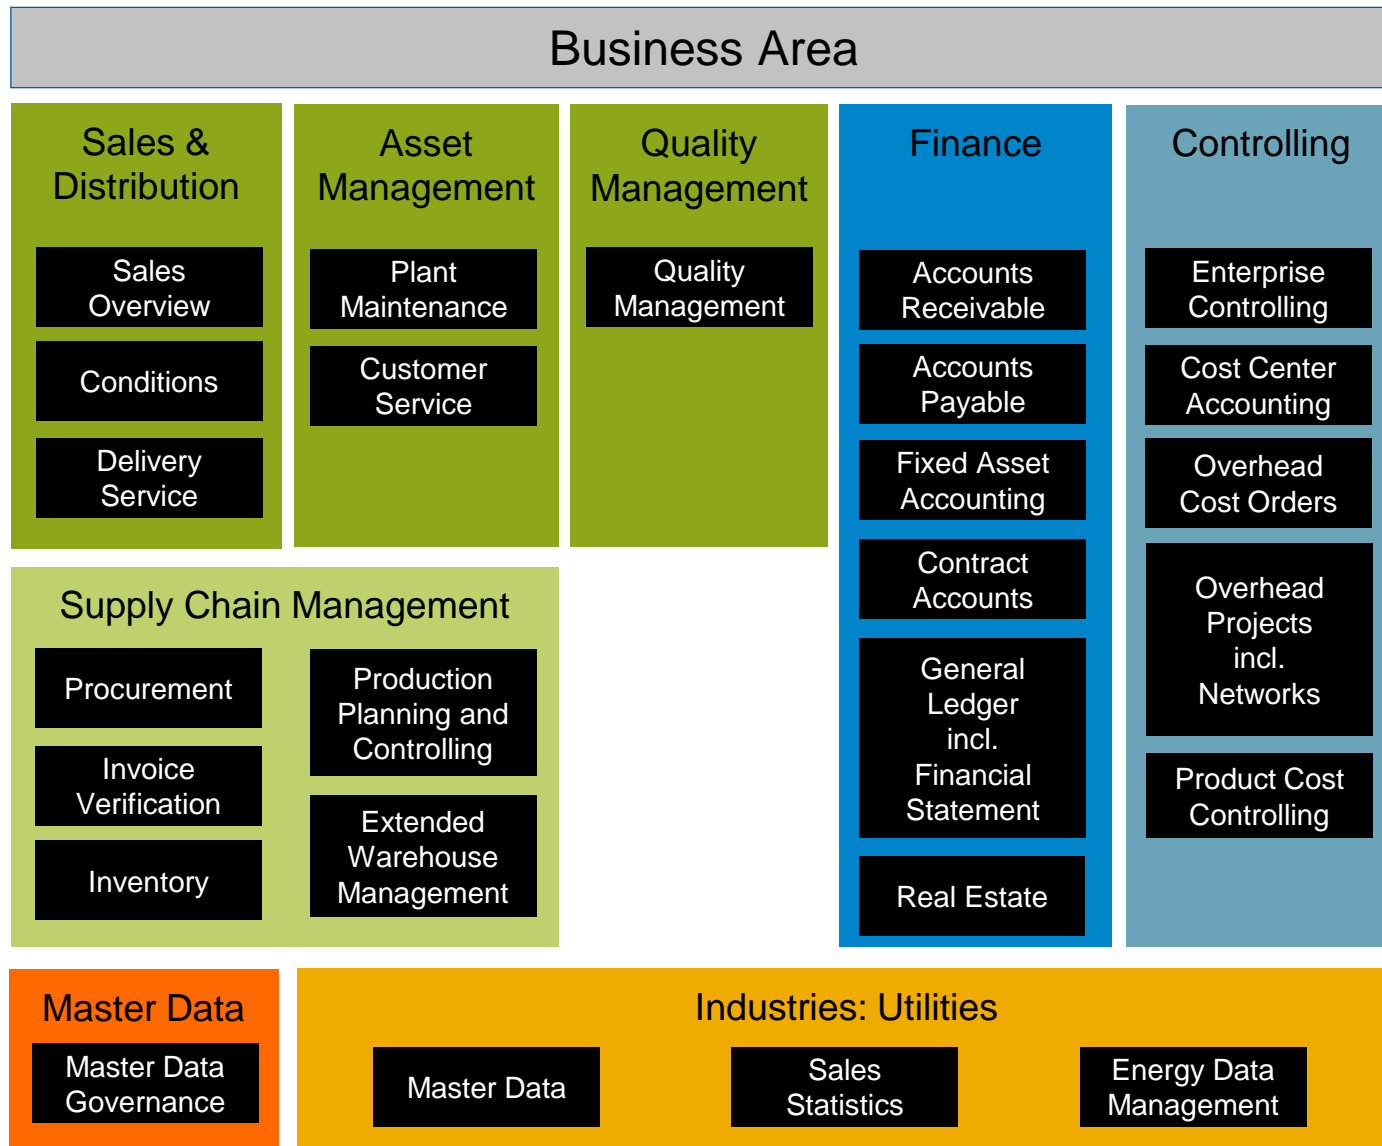 Business Area
Sales &
Distribution
Sales
Overview
Conditions
Delivery
Service
Asset
Management
Plant
Maintenance
Customer
Service
Quality
Management
Quality
Management
Finance
Accounts
Receivable
Accounts
Payable
Fixed Asset
Accounting
Contract
Accounts
General
Ledger
incl.
Financial
Statement
Real Estate
Controlling
Enterprise
Controlling
Cost Center
Accounting
Overhead
Cost Orders
Overhead
Projects
incl.
Networks
Product Cost
Controlling
Supply Chain Management
Procurement
Invoice
Verification
Inventory
Production
Planning and
Controlling
Extended
Warehouse
Management
Master Data
Master Data
Governance
Industries: Utilities
Master Data
Sales
Statistics
Energy Data
Management